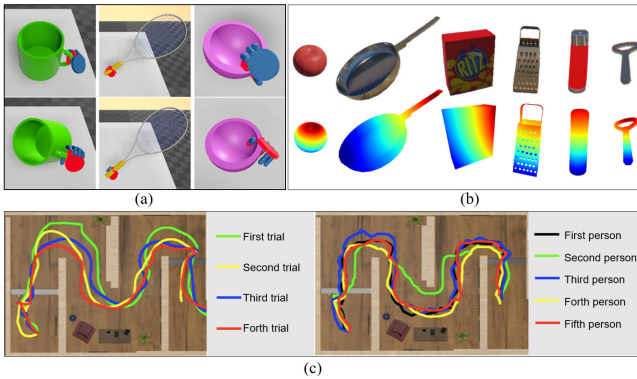 RITZ
(a)
(b)
First trial
Second trial
Third trial
Forth trial
First person
Second person
Third person
Forth person
Fifth person
(c)